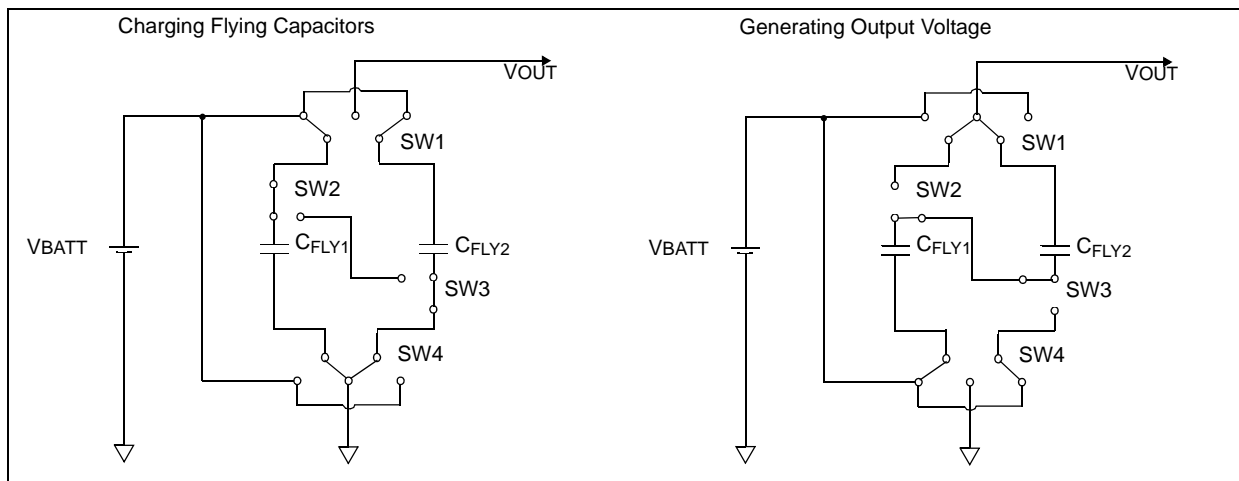 Charging Flying Capacitors
VOUT
SW1
SW2
CFLY1
CFLY2
VBATT
SW3
SW4
Generating Output Voltage
VOUT
SW1
SW2
CFLY1
CFLY2
VBATT
SW3
SW4